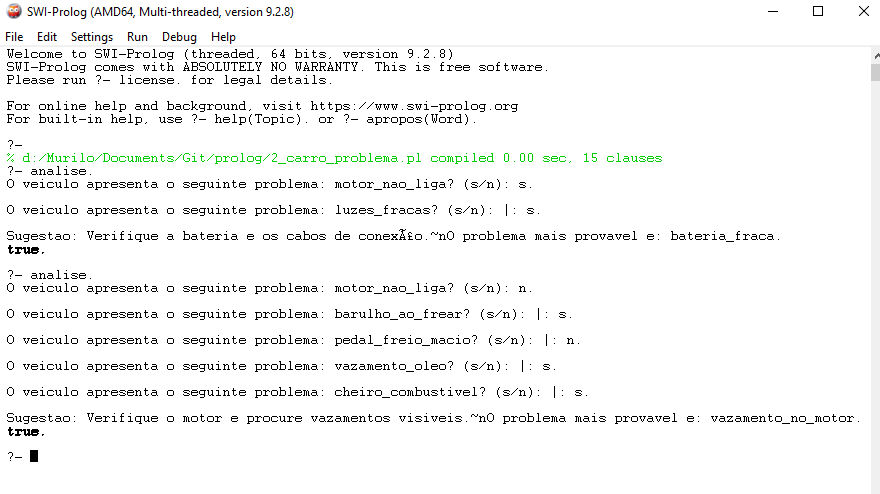 SWI-Prolog (AMD64, Multi-threaded, version 9.2.8)
File Edit Settings Run Debug Help
Welcome to SWI-Prolog (threaded, 64 bits, version 9.2.8)
SWI-Prolog comes with ABSOLUTELY NO WARRANTY. This is free software.
Please run ?- license. for legal details.
For online help and background, visit https://www.swi-prolog.org
For built-in help, use ?- help(Topic). or ?- apropos(Word).
?-
% d:/Murilo/Documents/Git/prolog/2_carro_problema.pl compiled 0.00 sec, 15 clauses
?- analise.
O veiculo apresenta o seguinte problema: motor_nao_liga? (s/n): s.
O veiculo apresenta o seguinte problema: luzes_fracas? (s/n): |: s.
Sugestao: Verifique a bateria e os cabos de conexÃ£o.~nO problema mais provavel e: bateria_fraca.
true.
?- analise.
O veiculo apresenta o seguinte problema: motor_nao_liga? (s/n): n.
O veiculo apresenta o seguinte problema: barulho_ao_frear? (s/n): |: s.
O veiculo apresenta o seguinte problema: pedal_freio_macio? (s/n): |: n.
O veiculo apresenta o seguinte problema: vazamento_oleo? (s/n): |: s.
O veiculo apresenta o seguinte problema: cheiro_combustivel? (s/n): |: s.
Sugestao: Verifique o motor e procure vazamentos visiveis.~nO problema mais provavel e: vazamento_no_motor.
true.
?-